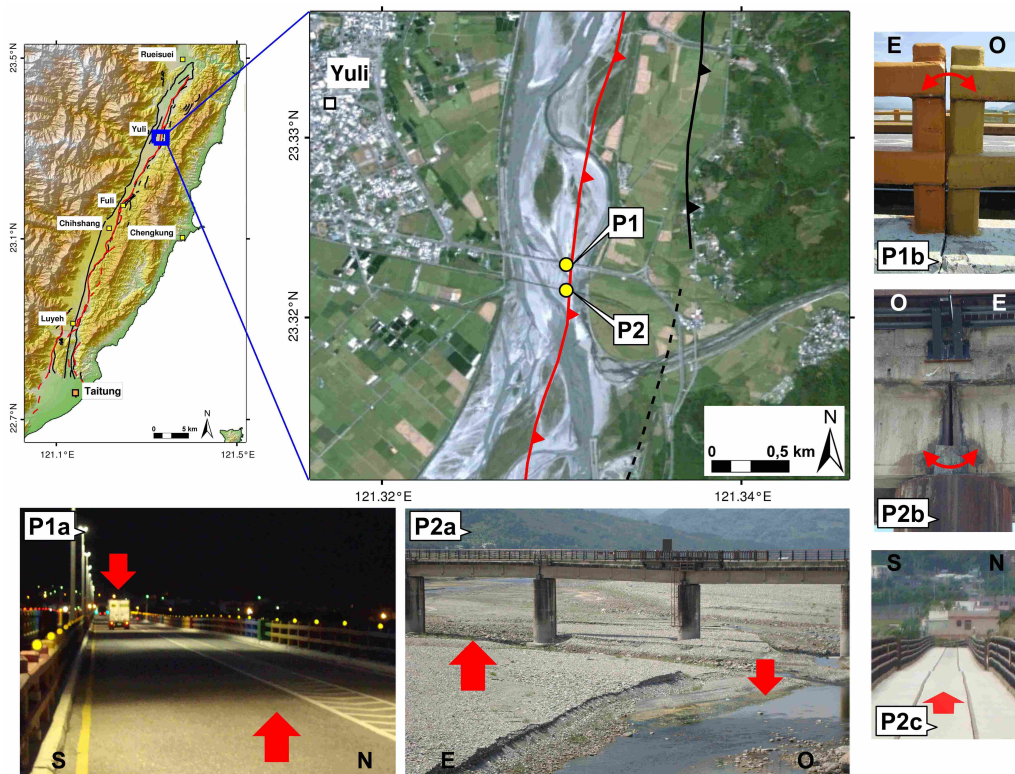 23.5°N
23.1°N
22.7°N
121.1°E
121.5°E
Rueisuei
Yuli
Fuli
Chihshang
Chengkung
Luyeh
Taitung
N
0 5 km
Yuli
23.33°N
23.32°N
121.32°E
121.34°E
P1
P2
0 0,5 km
N
E O
P1b
O E
P2b
S N
P2c
P1a
S N
P2a
E O